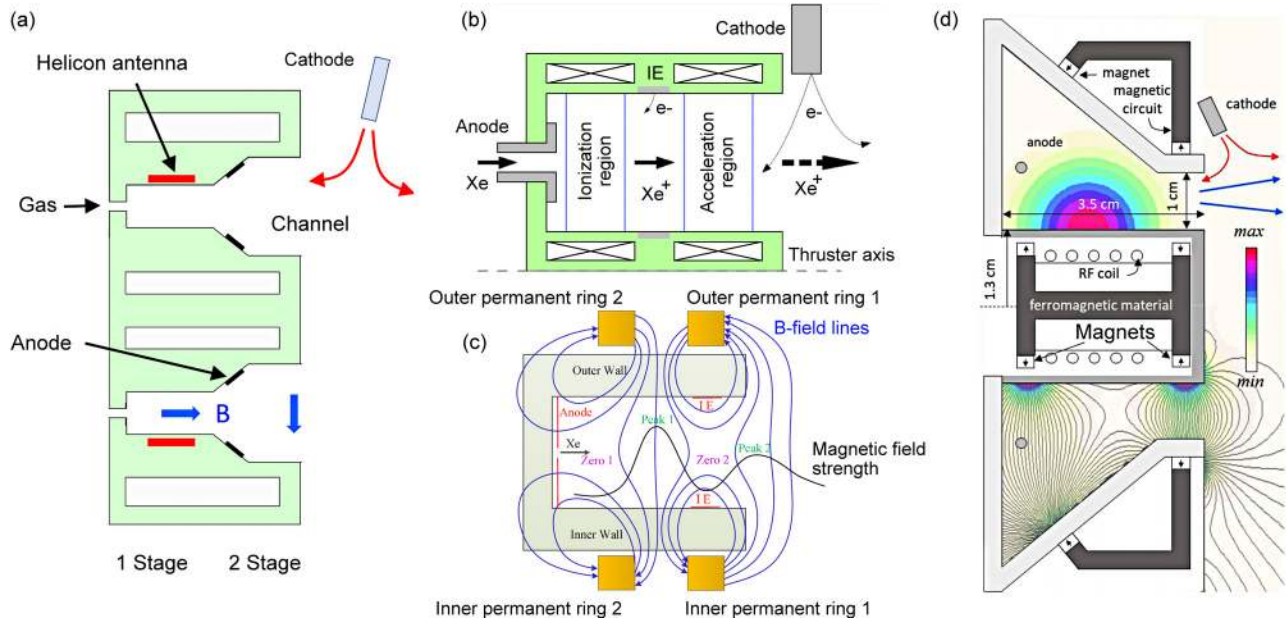 (a)
Helicon antenna
Cathode
Gas
Channel
Anode
B
1 Stage
2 Stage
(b)
Cathode
IE
e-
e-
Anode
Xe
Ionization
region
Xe+
Acceleration
region
Xe+
Thruster axis
Outer permanent ring 2
Outer permanent ring 1
B-field lines
(c)
Outer Wall
Anode
I E
Peak 1
Xe
Zero 1
Zero 2
Peak 2
Magnetic field
strength
I E
Inner Wall
Inner permanent ring 2
Inner permanent ring 1
(d)
magnet
magnetic
circuit
cathode
anode
3.5 cm
1 cm
1.3 cm
RF coil
ferromagnetic material
Magnets
max
min